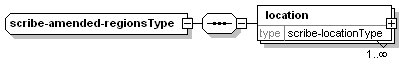 location
scribe-amended-regionsType
type scribe-locationType
1..∞